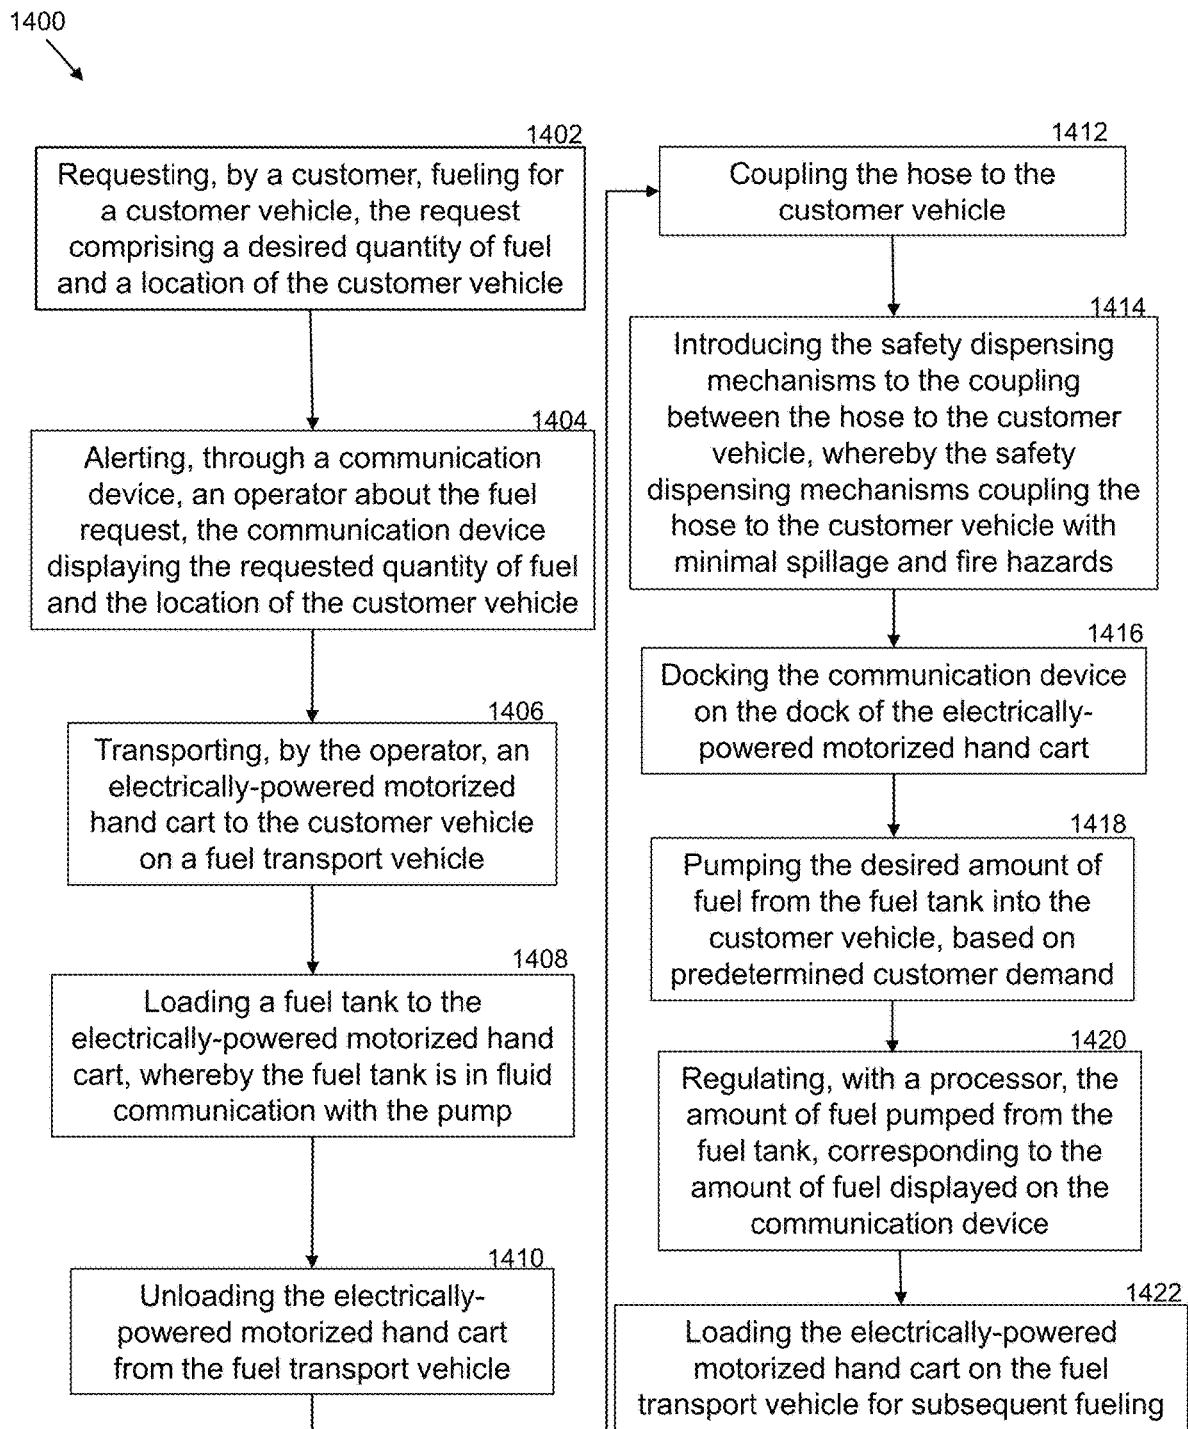 1400
1402
Requesting, by a customer, fueling for
a customer vehicle, the request
comprising a desired quantity of fuel
and a location of the customer vehicle
1404
Alerting, through a communication
device, an operator about the fuel
request, the communication device
displaying the requested quantity of fuel
and the location of the customer vehicle
1406
Transporting, by the operator, an
electrically-powered motorized
hand cart to the customer vehicle
on a fuel transport vehicle
1408
Loading a fuel tank to the
electrically-powered motorized hand
cart, whereby the fuel tank is in fluid
communication with the pump
1410
Unloading the electrically-
powered motorized hand cart
from the fuel transport vehicle
1412
Coupling the hose to the
customer vehicle
1414
Introducing the safety dispensing
mechanisms to the coupling
between the hose to the customer
vehicle, whereby the safety
dispensing mechanisms coupling the
hose to the customer vehicle with
minimal spillage and fire hazards
1416
Docking the communication device
on the dock of the electrically-
powered motorized hand cart
1418
Pumping the desired amount of
fuel from the fuel tank into the
customer vehicle, based on
predetermined customer demand
1420
Regulating, with a processor, the
amount of fuel pumped from the
fuel tank, corresponding to the
amount of fuel displayed on the
communication device
1422
Loading the electrically-powered
motorized hand cart on the fuel
transport vehicle for subsequent fueling